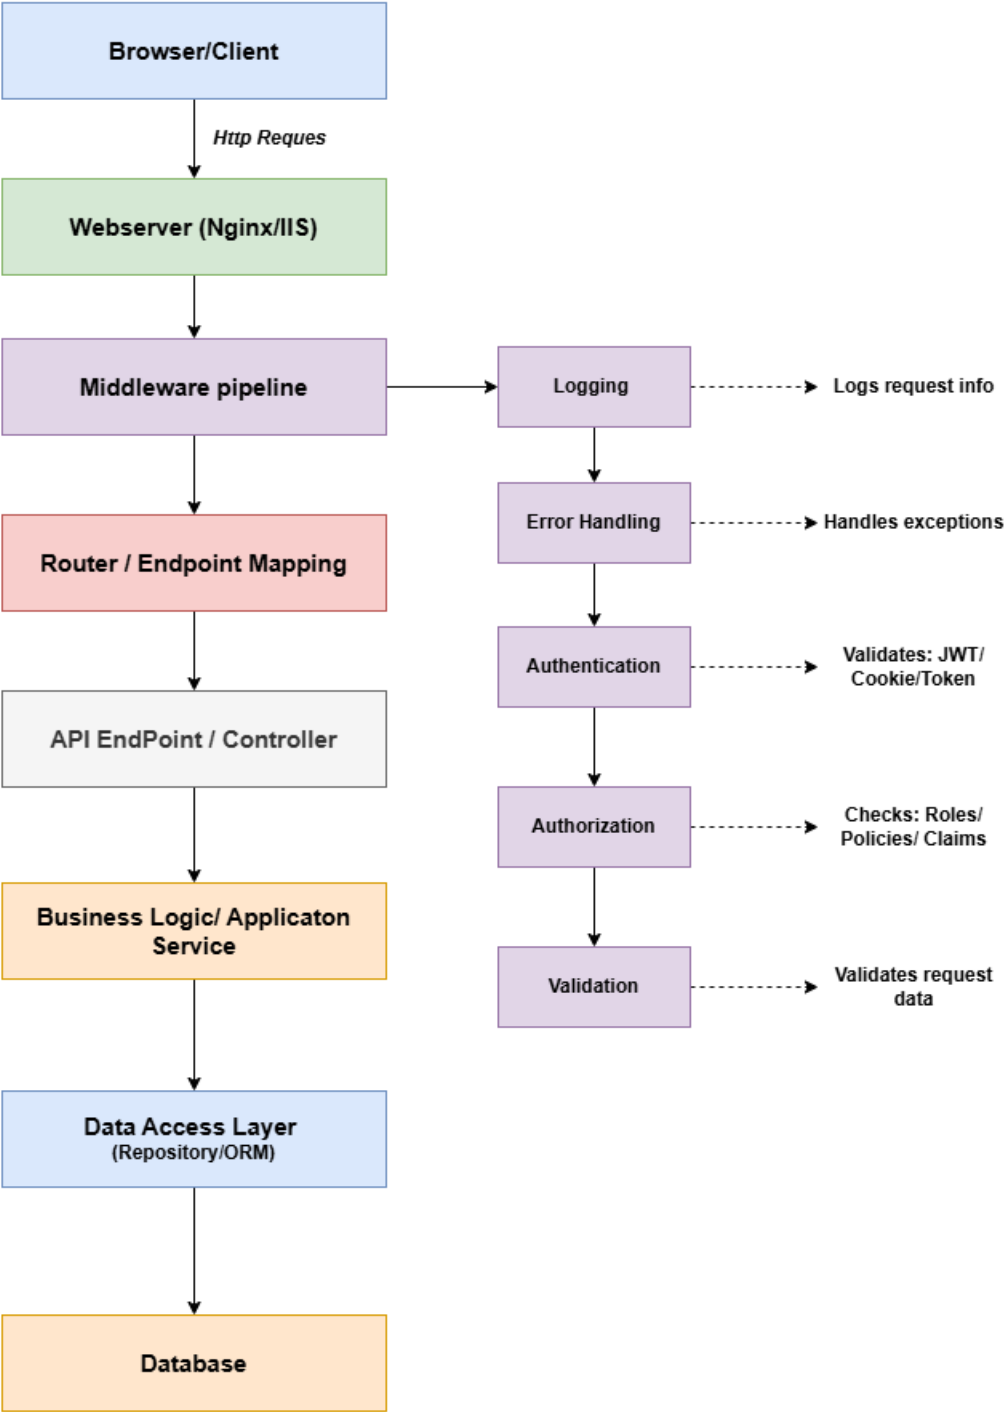 Browser/Client
Http Reques
Webserver (Nginx/IIS)
Middleware pipeline
Logging
Logs request info
Error Handling
Handles exceptions
Router / Endpoint Mapping
Authentication
Validates: JWT/
Cookie/Token
API EndPoint / Controller
Authorization
Checks: Roles/
Policies/ Claims
Business Logic/ Applicaton
Service
Validation
Validates request
data
Data Access Layer
(Repository/ORM)
Database